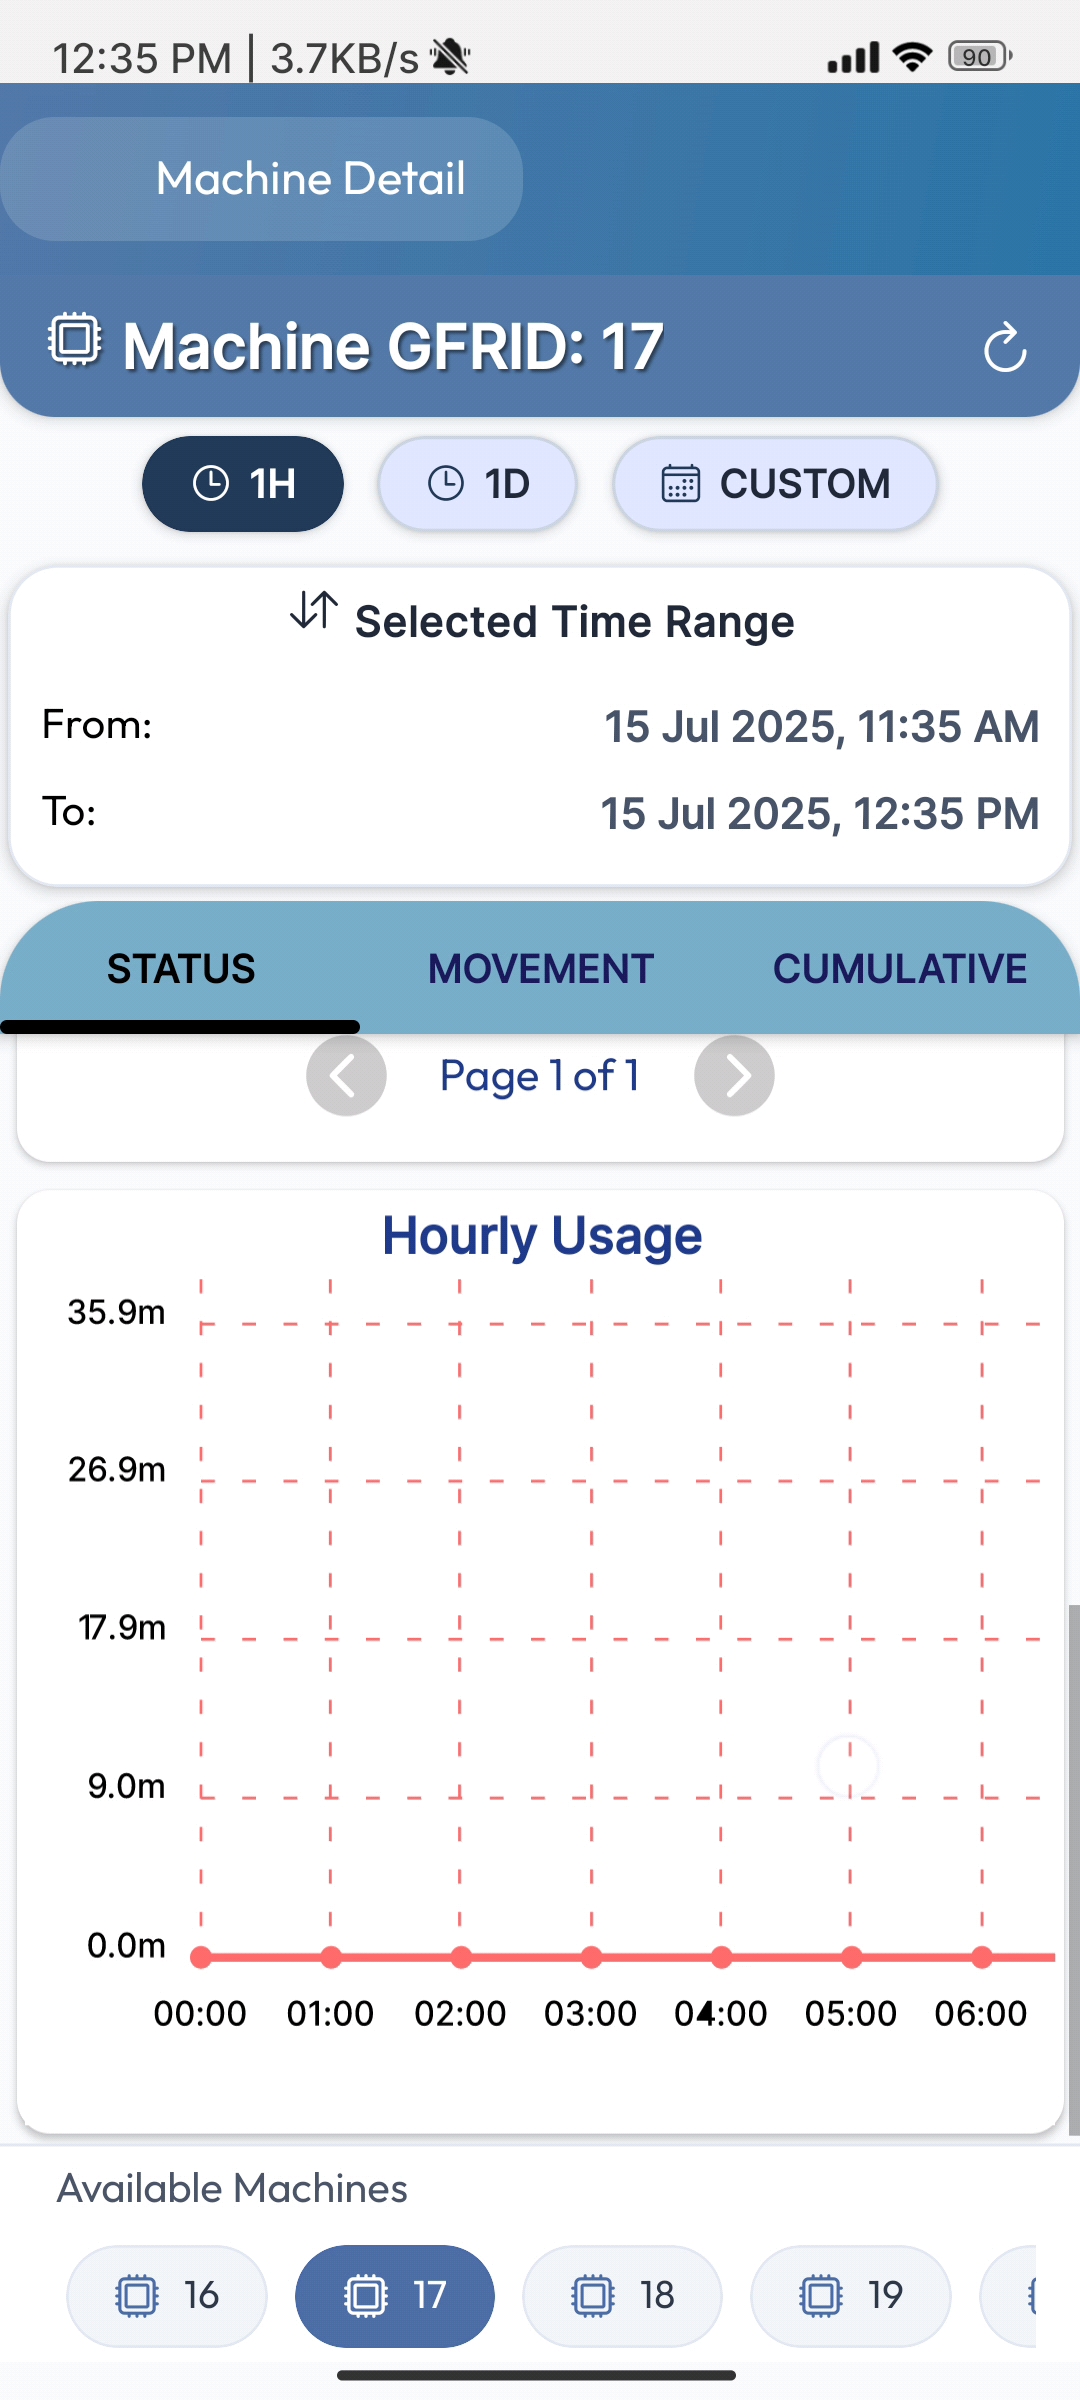 12:35 PM | 3.7KB/s 90
Machine Detail
Machine GFRID: 17
1H 1D CUSTOM
Selected Time Range
From: 15 Jul 2025, 11:35 AM
To: 15 Jul 2025, 12:35 PM
STATUS MOVEMENT CUMULATIVE
Page 1 of 1
Hourly Usage
35.9m
26.9m
17.9m
9.0m
0.0m
00:00 01:00 02:00 03:00 04:00 05:00 06:00
Available Machines
16 17 18 19